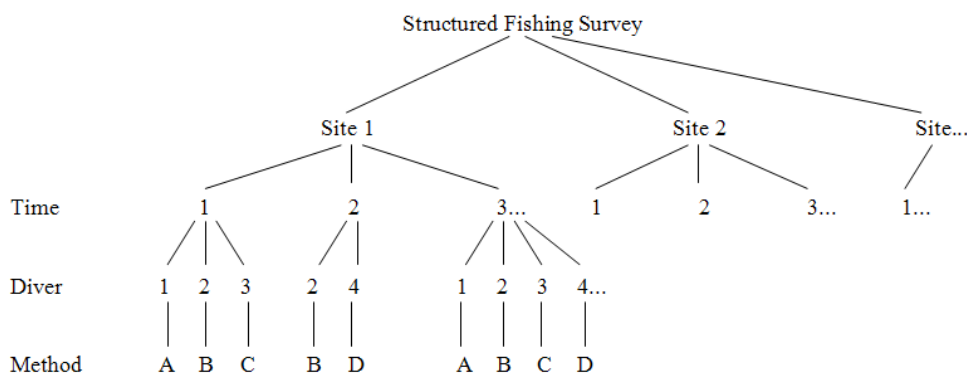 Structured Fishing Survey
Site 1 Site 2 Site...
Time 1 2 3... 1 2 3... 1...
Diver 1 2 3 2 4 1 2 3 4...
Method A B C B D A B C D